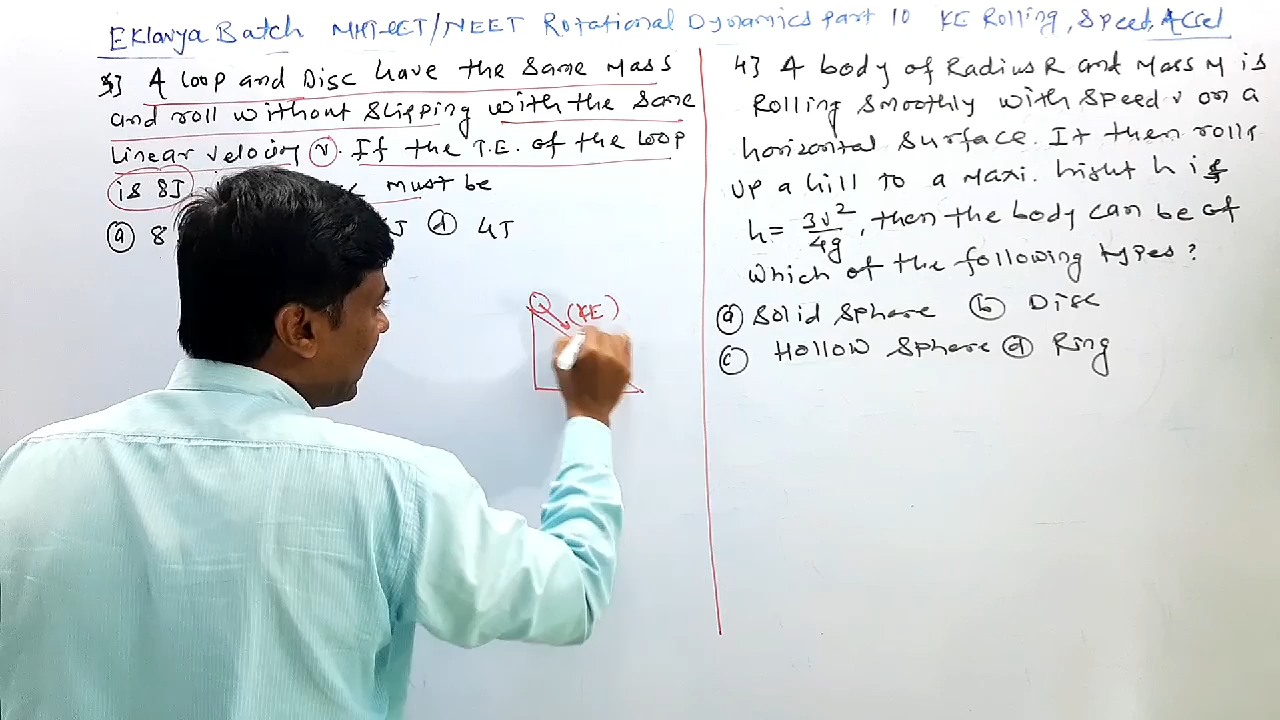 Eklavya Batch MHT-CET/NEET Rotational Dynamics part 10 KE Rolling, Speed, Accel
3] A loop and Disc have the same Mass
and roll without slipping with the same
linear velocity v. If the T.E. of the loop
is 8J must be
a 8 J d 4J
(KE)
4] A body of Radius R and Mass M is
Rolling smoothly with speed v on a
horizontal surface. It then rolls
up a hill to a maxi. hight h if
h = 3v²/4g, then the body can be of
which of the following types?
a Solid sphare b Disc
c Hollow sphare d Ring